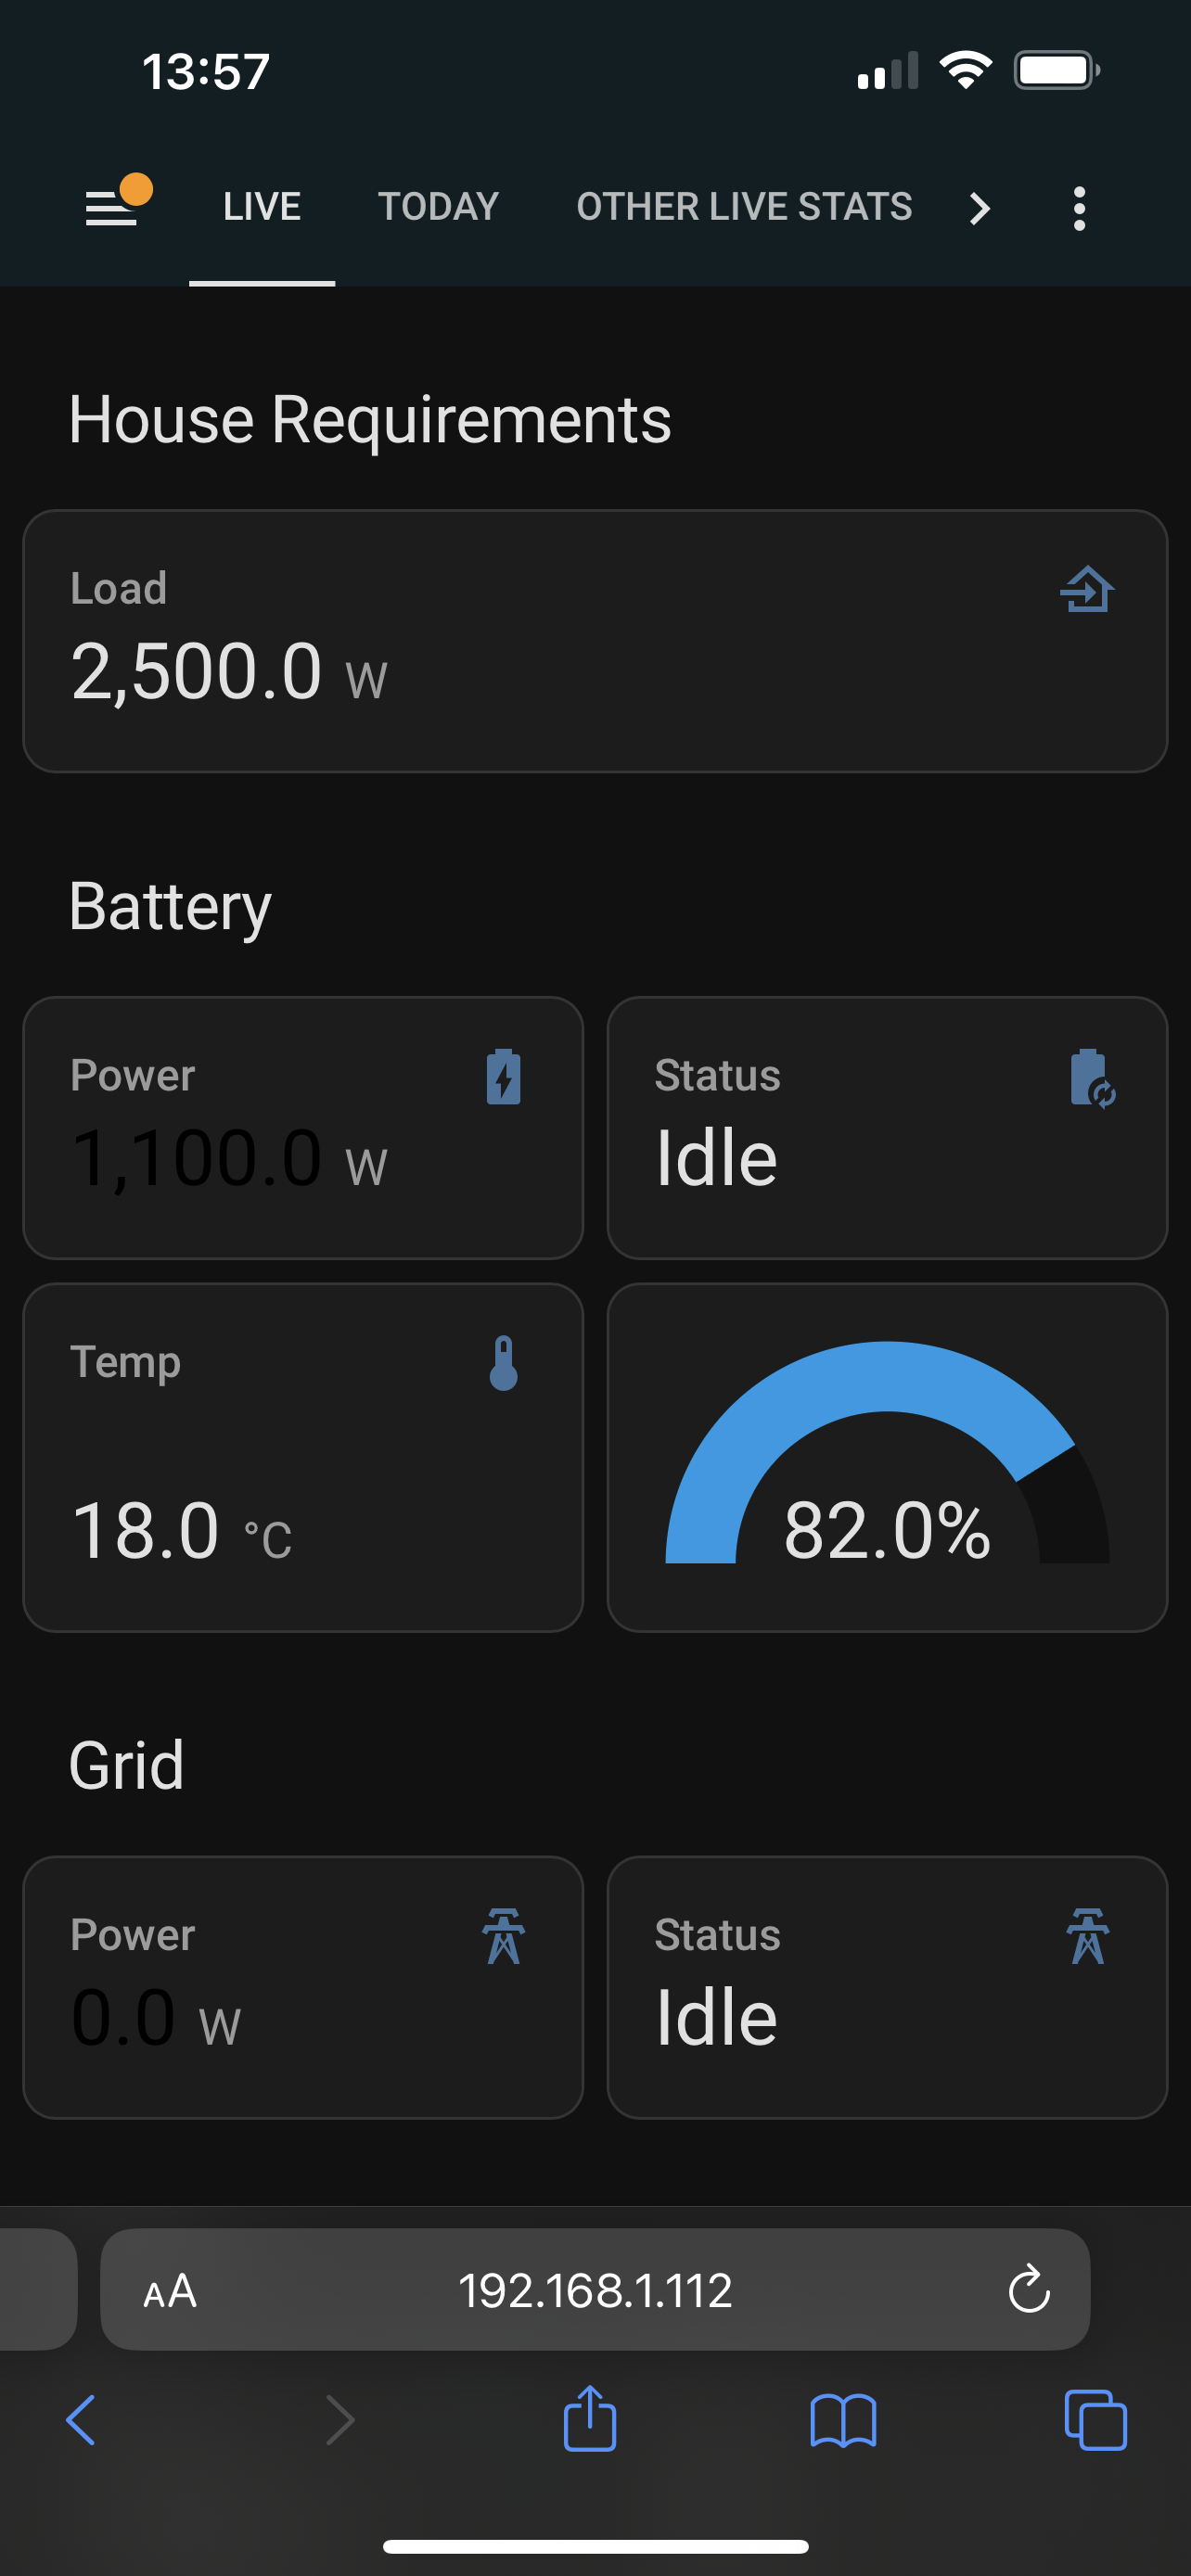 13:57
LIVE TODAY OTHER LIVE STATS
House Requirements
Load
2,500.0 W
Battery
Power
1,100.0 W
Status
Idle
Temp
18.0 °C
82.0%
Grid
Power
0.0 W
Status
Idle
AA 192.168.1.112